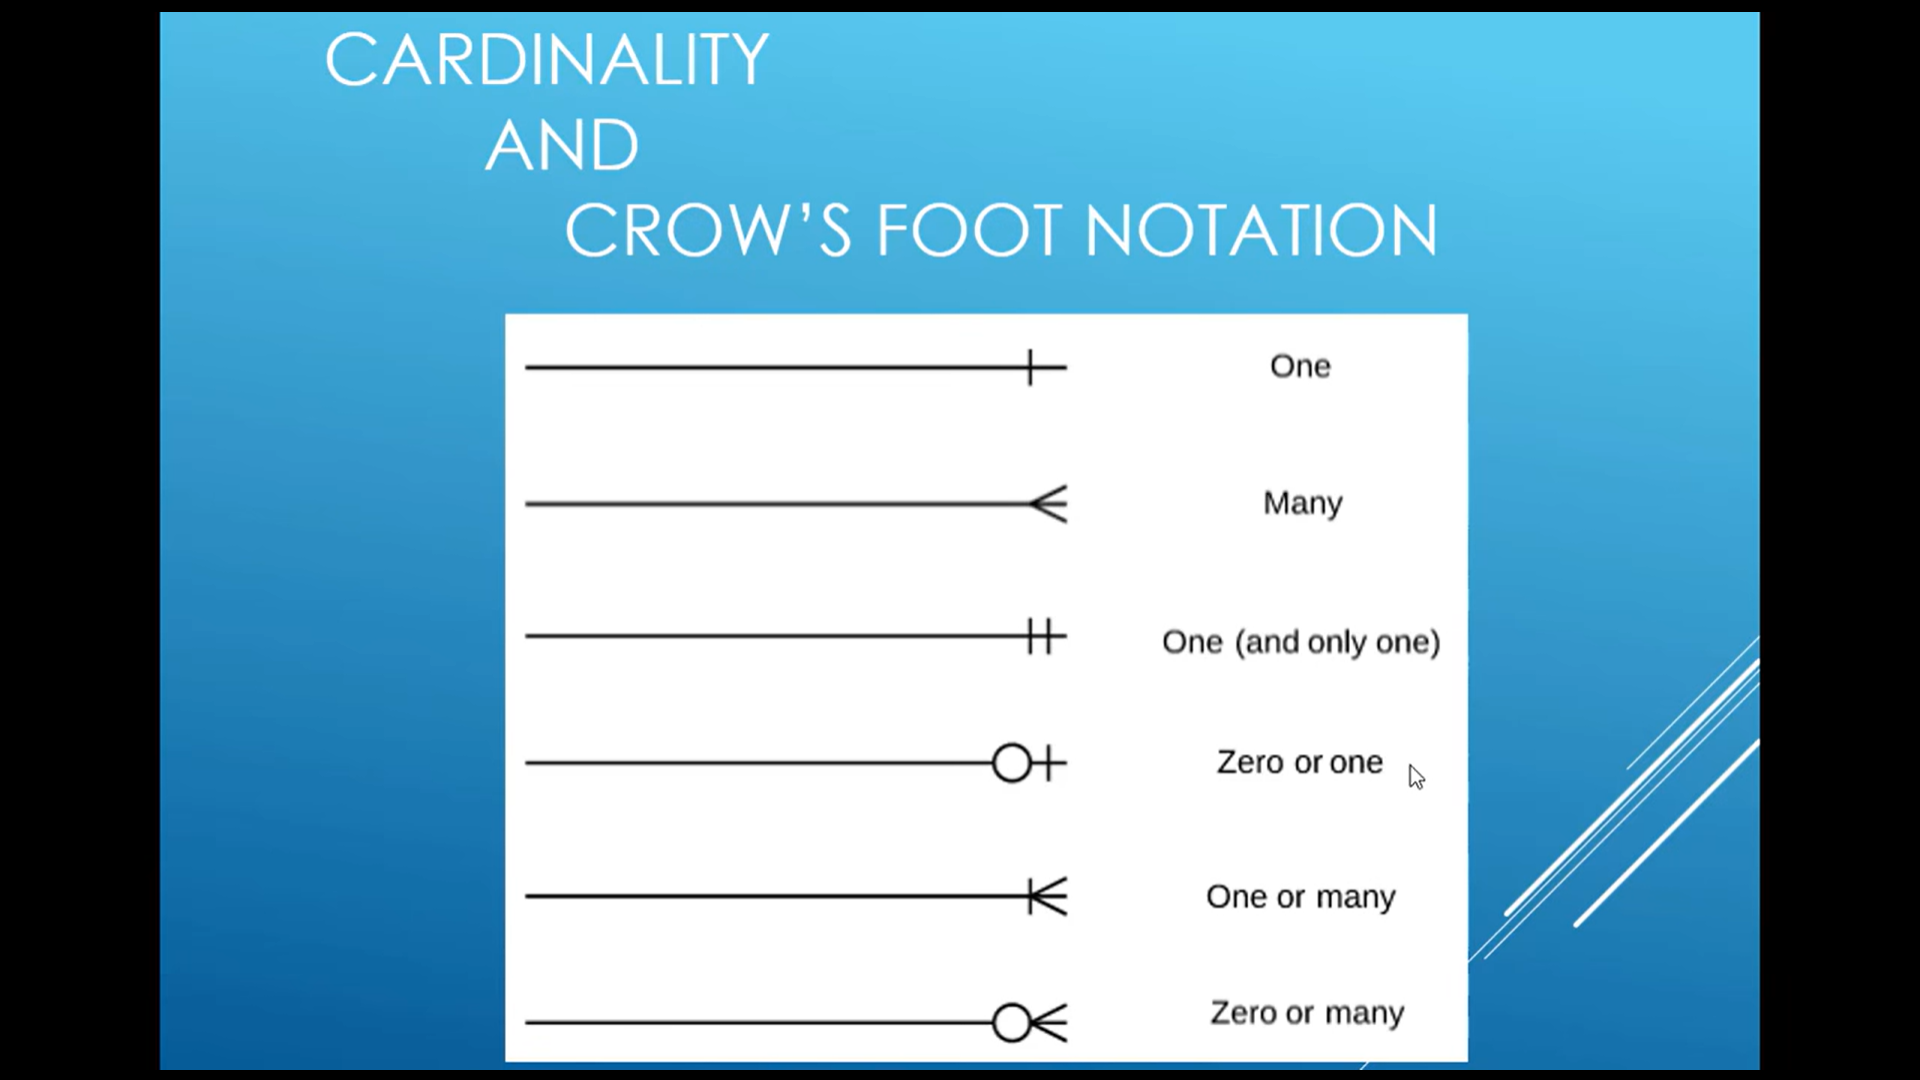 CARDINALITY
AND
CROW’S FOOT NOTATION
One
Many
One (and only one)
Zero or one
One or many
Zero or many